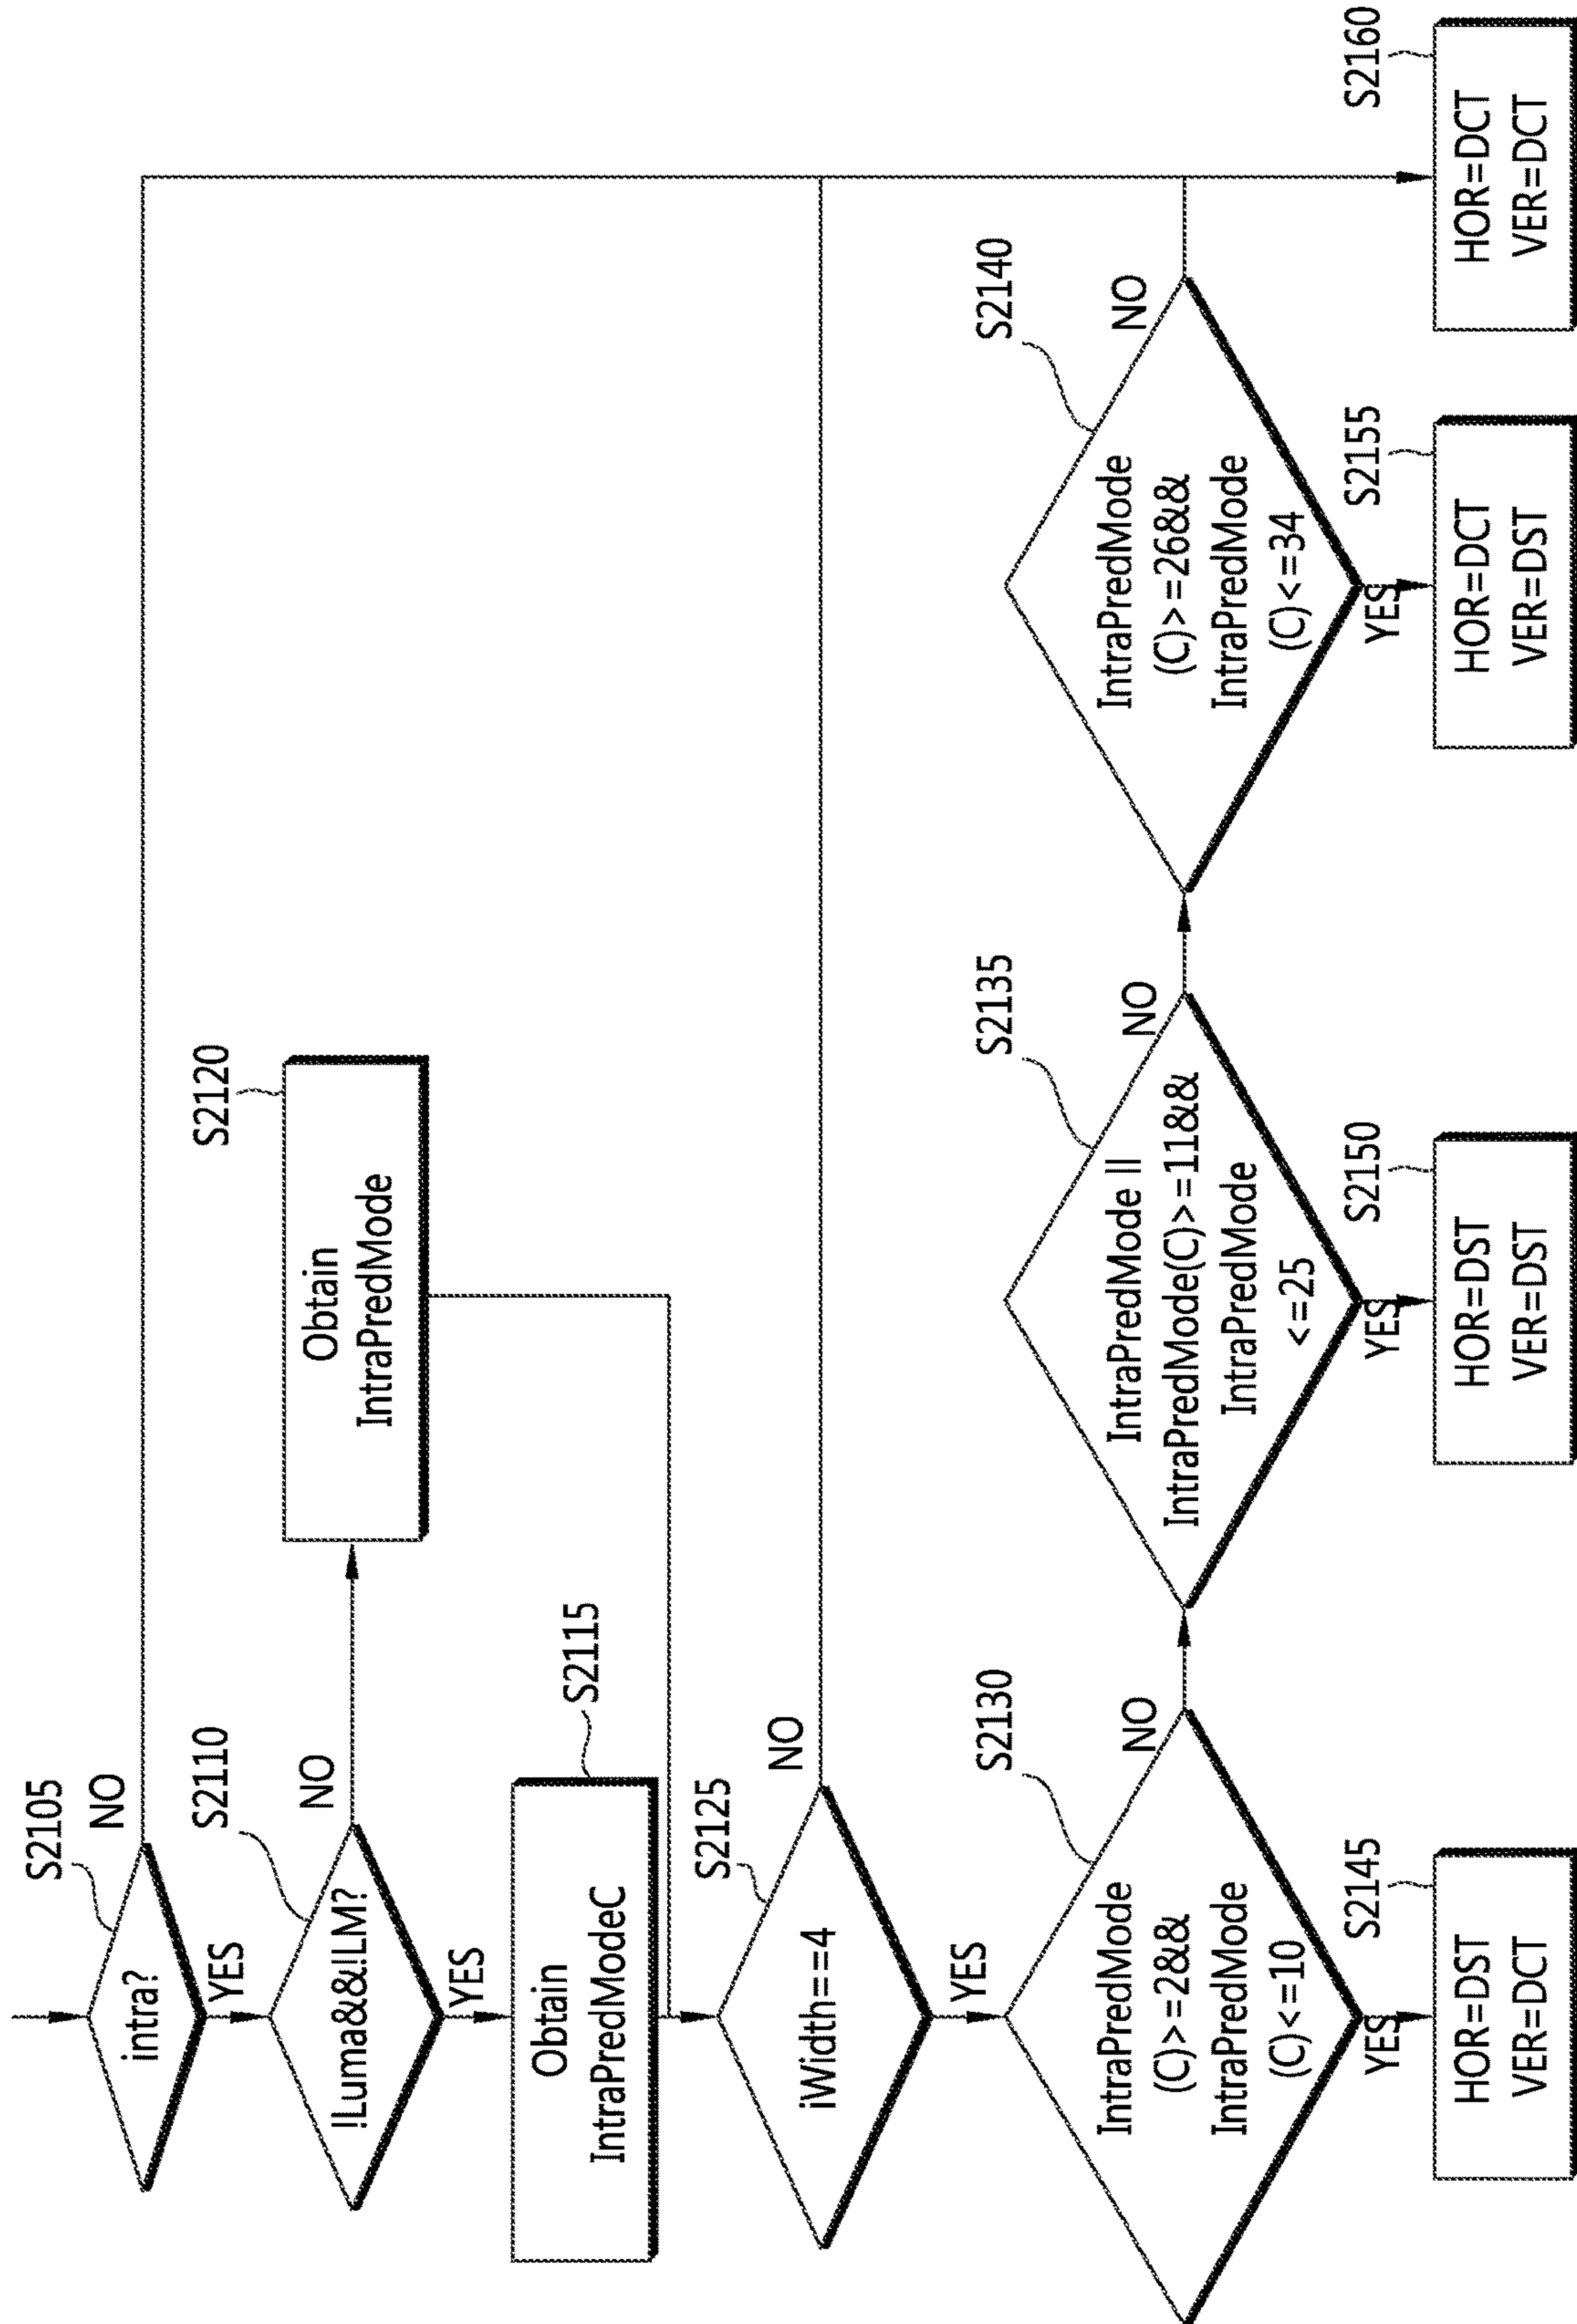 S2105
intra?
NO
YES
S2110
!Luma&&!LM?
NO
YES
S2120
Obtain
IntraPredMode
S2115
Obtain
IntraPredModeC
S2125
iWidth==4
NO
YES
S2130
IntraPredMode
(C)>=2&&
IntraPredMode
(C)<=10
NO
YES
S2135
IntraPredMode ||
IntraPredMode(C)>=11&&
IntraPredMode
<=25
NO
YES
S2140
IntraPredMode
(C)>=26&&
IntraPredMode
(C)<=34
NO
YES
S2145
HOR=DST
VER=DCT
S2150
HOR=DST
VER=DST
S2155
HOR=DCT
VER=DST
S2160
HOR=DCT
VER=DCT